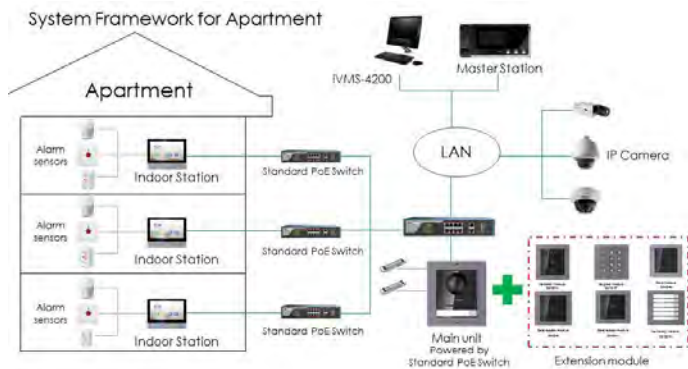 System Framework for Apartment
iVMS-4200
Master Station
Apartment
LAN
IP Camera
Alarm
sensors
Indoor Station
Standard PoE Switch
Alarm
sensors
Indoor Station
Standard PoE Switch
Alarm
sensors
Indoor Station
Standard PoE Switch
Main unit
Powered by
Standard PoE Switch
Extension module